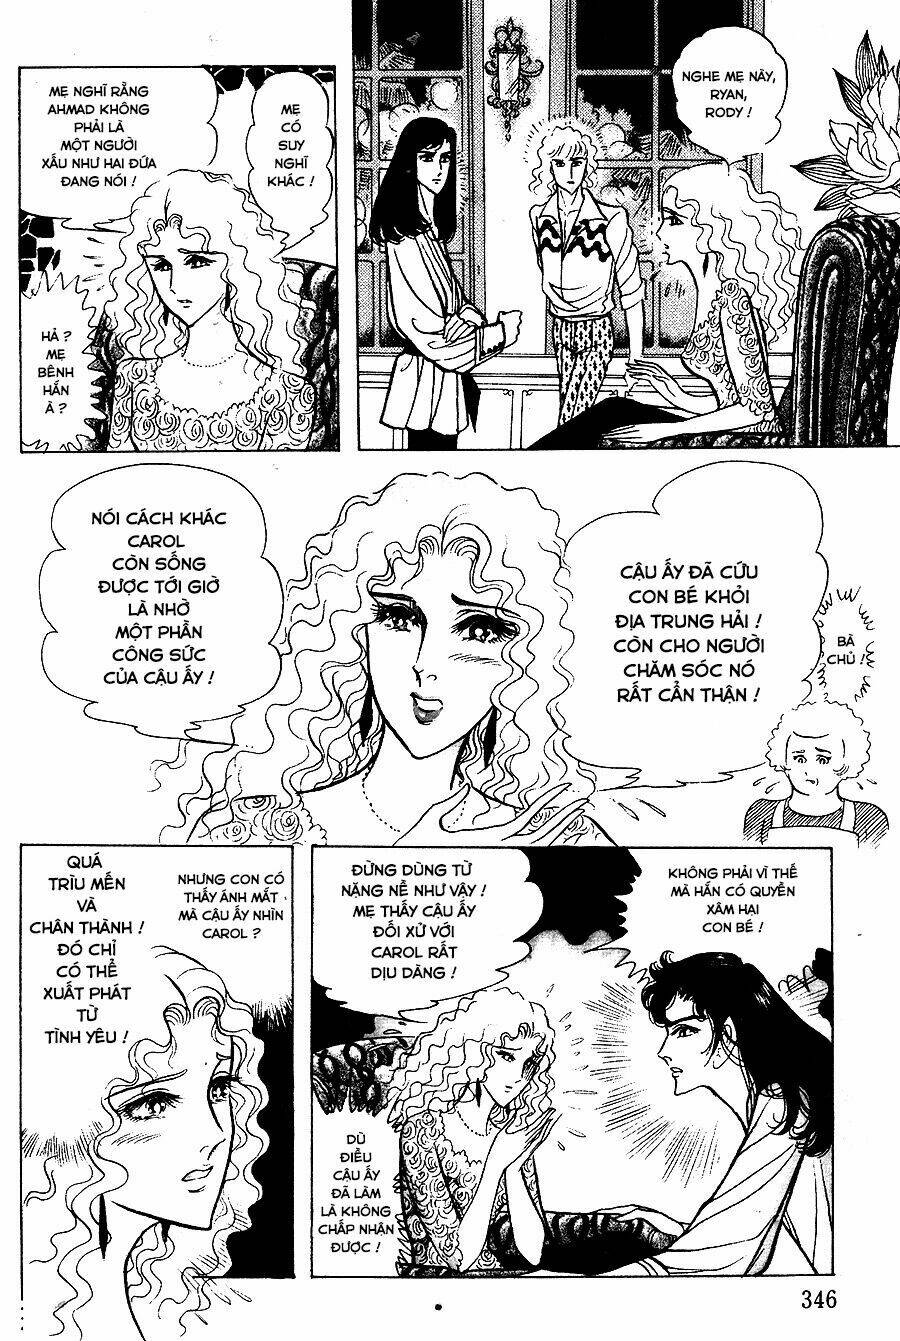 NGHE MẸ NÀY,
RYAN,
RODY !
MẸ
CÓ
SUY
NGHĨ
KHÁC !
MẸ NGHĨ RẰNG
AHMAD KHÔNG
PHẢI LÀ
MỘT NGƯỜI
XẤU NHƯ HAI ĐỨA
ĐANG NÓI !
HẢ ?
MẸ
BÊNH
HẮN
À ?
CẬU ẤY ĐÃ CỨU
CON BÉ KHỎI
ĐỊA TRUNG HẢI !
CÒN CHO NGƯỜI
CHĂM SÓC NÓ
RẤT CẨN THẬN !
BÀ
CHỦ !
NÓI CÁCH KHÁC
CAROL
CÒN SỐNG
ĐƯỢC TỚI GIỜ
LÀ NHỜ
MỘT PHẦN
CÔNG SỨC
CỦA CẬU ẤY !
KHÔNG PHẢI VÌ THẾ
MÀ HẮN CÓ QUYỀN
XÂM HẠI
CON BÉ !
ĐỪNG DÙNG TỪ
NẶNG NỀ NHƯ VẬY !
MẸ THẤY CẬU ẤY
ĐỐI XỬ VỚI
CAROL RẤT
DỊU DÀNG !
DÙ
ĐIỀU
CẬU ẤY
ĐÃ LÀM
LÀ KHÔNG
CHẤP NHẬN
ĐƯỢC !
NHƯNG CON CÓ
THẤY ÁNH MẮT
MÀ CẬU ẤY NHÌN
CAROL ?
QUÁ
TRÌU MẾN
VÀ
CHÂN THÀNH !
ĐÓ CHỈ
CÓ THỂ
XUẤT PHÁT
TỪ
TÌNH YÊU !
346